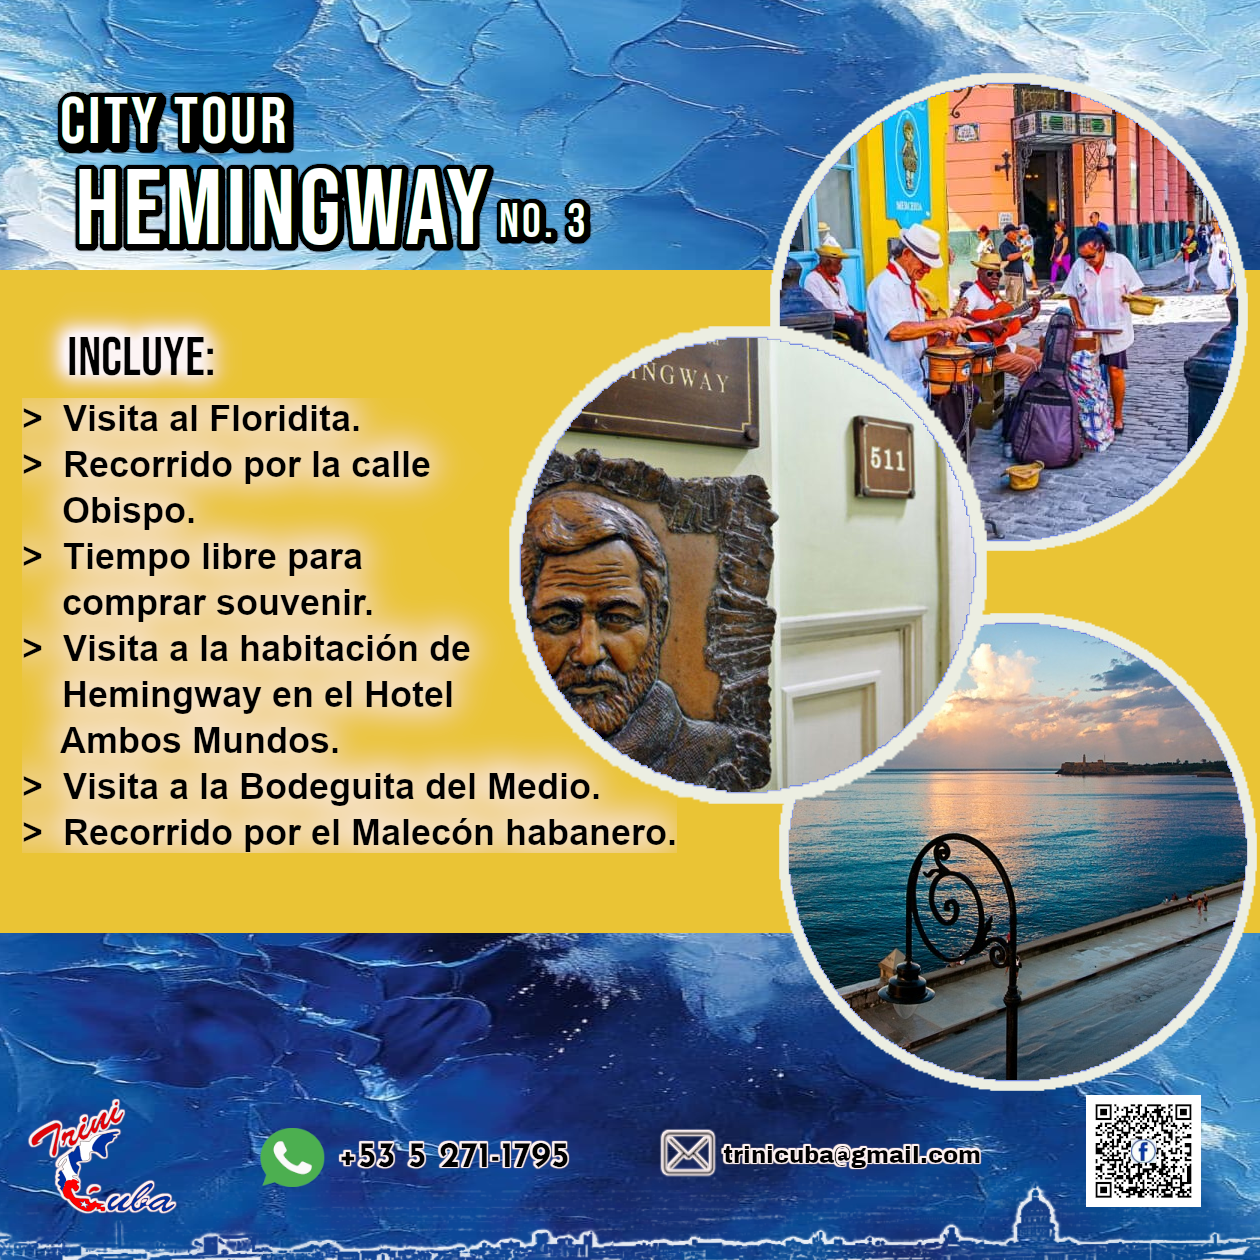 CITY TOUR
HEMINGWAY NO. 3
INCLUYE:
> Visita al Floridita.
> Recorrido por la calle
Obispo.
> Tiempo libre para
comprar souvenir.
> Visita a la habitación de
Hemingway en el Hotel
Ambos Mundos.
> Visita a la Bodeguita del Medio.
> Recorrido por el Malecón habanero.
MERCERIA
INGWAY
511
Trini
Cuba
+53 5 271-1795
trinicuba@gmail.com
f